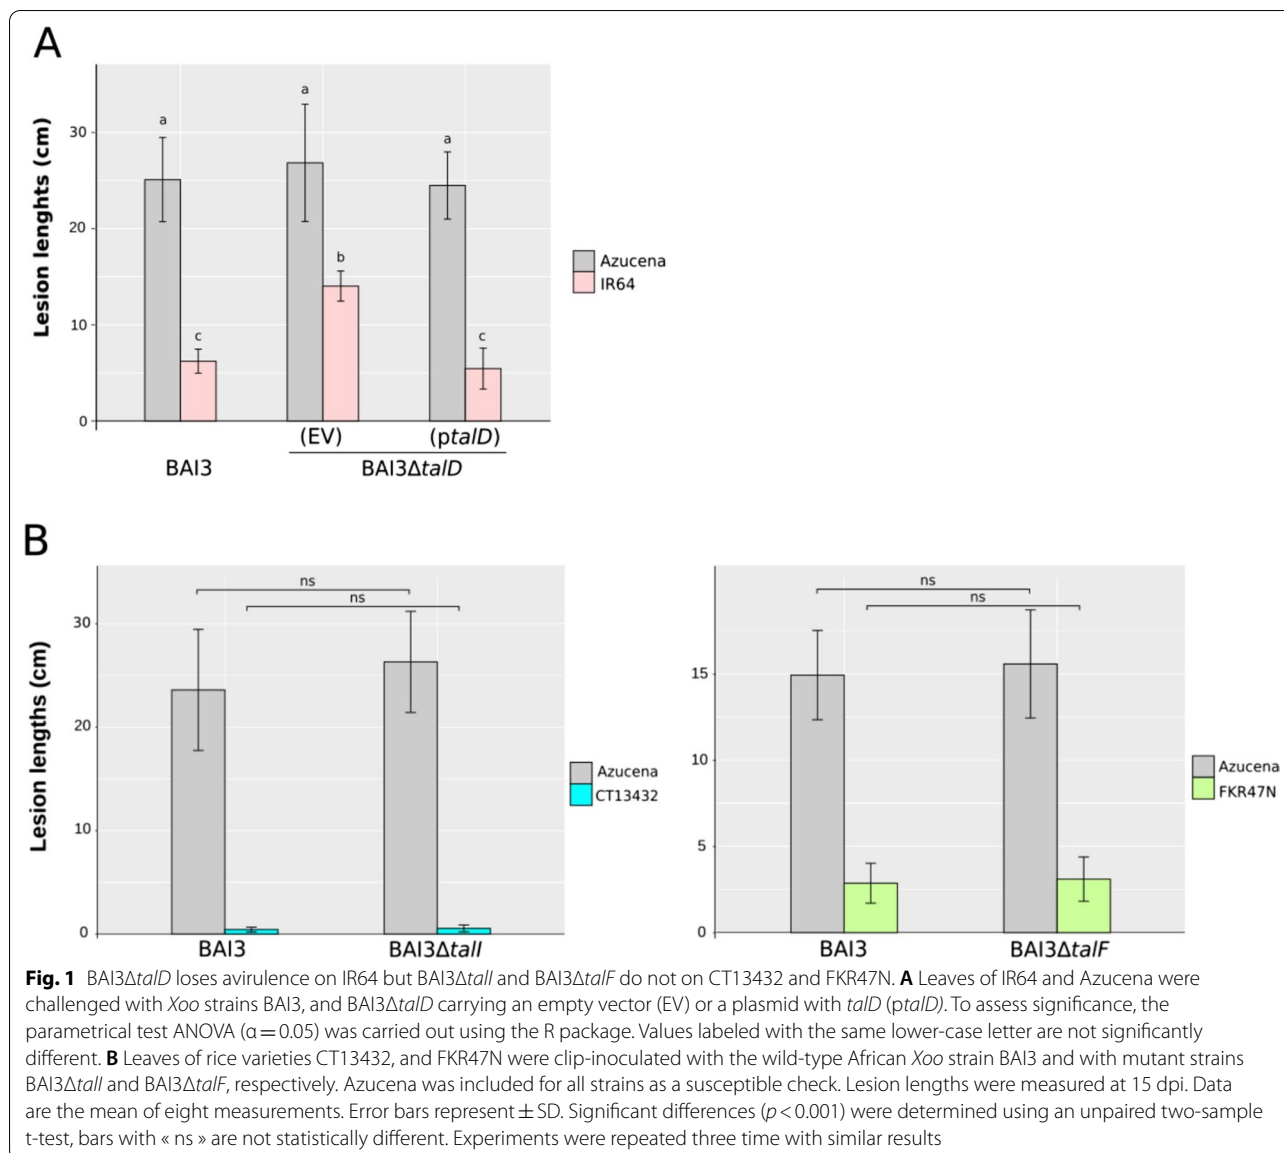 A
Lesion lenghts (cm)
30
20
10
0
a
c
a
b
a
c
Azucena
IR64
(EV)
(ptalD)
BAI3
BAI3ΔtalD
B
Lesion lengths (cm)
30
20
10
0
ns
ns
Azucena
CT13432
BAI3
BAI3ΔtalI
15
10
5
0
ns
ns
Azucena
FKR47N
BAI3
BAI3ΔtalF
Fig. 1 BAI3ΔtalD loses avirulence on IR64 but BAI3ΔtalI and BAI3ΔtalF do not on CT13432 and FKR47N. A Leaves of IR64 and Azucena were
challenged with Xoo strains BAI3, and BAI3ΔtalD carrying an empty vector (EV) or a plasmid with talD (ptalD). To assess significance, the
parametrical test ANOVA (α = 0.05) was carried out using the R package. Values labeled with the same lower-case letter are not significantly
different. B Leaves of rice varieties CT13432, and FKR47N were clip-inoculated with the wild-type African Xoo strain BAI3 and with mutant strains
BAI3ΔtalI and BAI3ΔtalF, respectively. Azucena was included for all strains as a susceptible check. Lesion lengths were measured at 15 dpi. Data
are the mean of eight measurements. Error bars represent ± SD. Significant differences (p < 0.001) were determined using an unpaired two-sample
t-test, bars with « ns » are not statistically different. Experiments were repeated three time with similar results